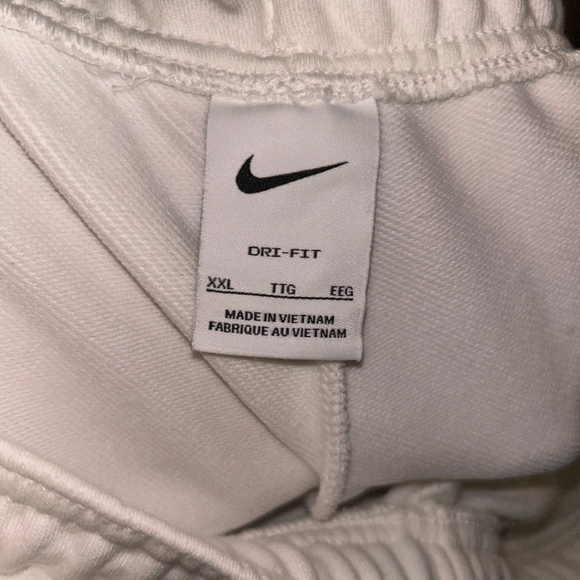 DRI-FIT
XXL TTG EEG
MADE IN VIETNAM
FABRIQUE AU VIETNAM